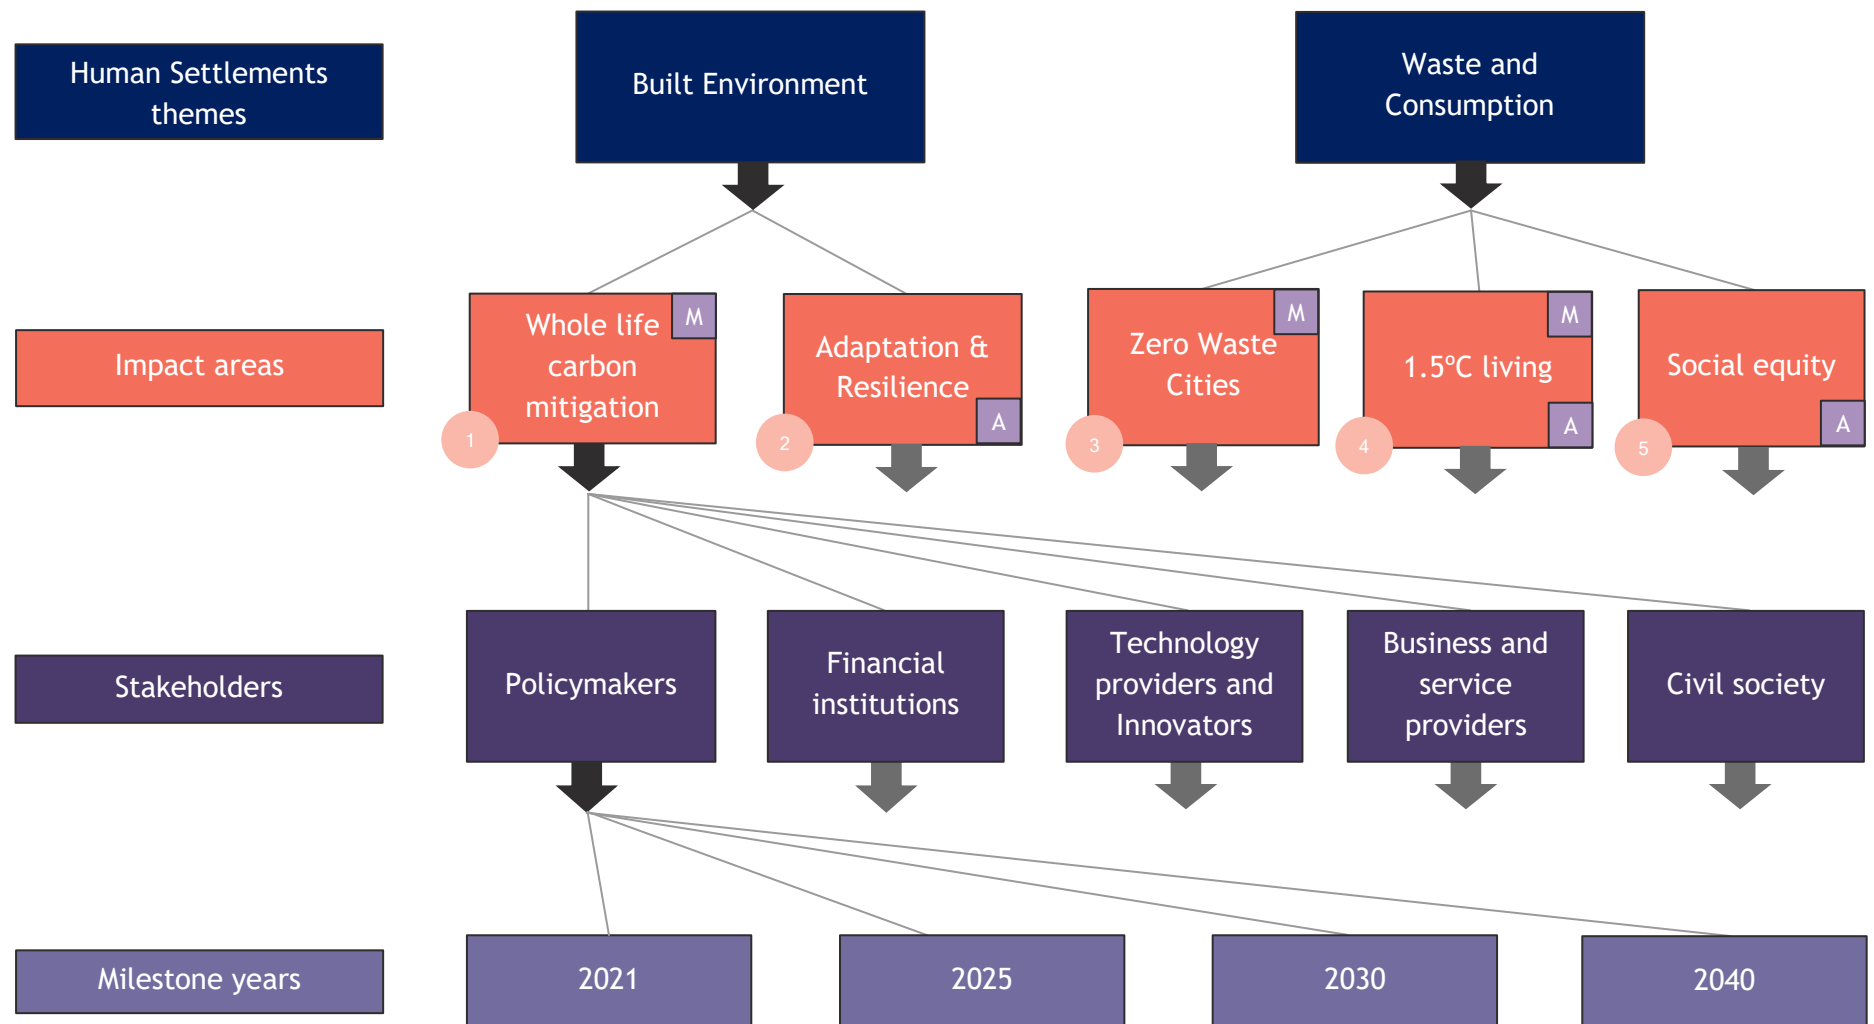 Human Settlements
themes
Built Environment
Waste and
Consumption
Impact areas
Whole life
carbon
mitigation
M
1
Adaptation &
Resilience
A
2
Zero Waste
Cities
M
3
1.5ºC living
M
A
4
Social equity
A
5
Stakeholders
Policymakers
Financial
institutions
Technology
providers and
Innovators
Business and
service
providers
Civil society
Milestone years
2021
2025
2030
2040